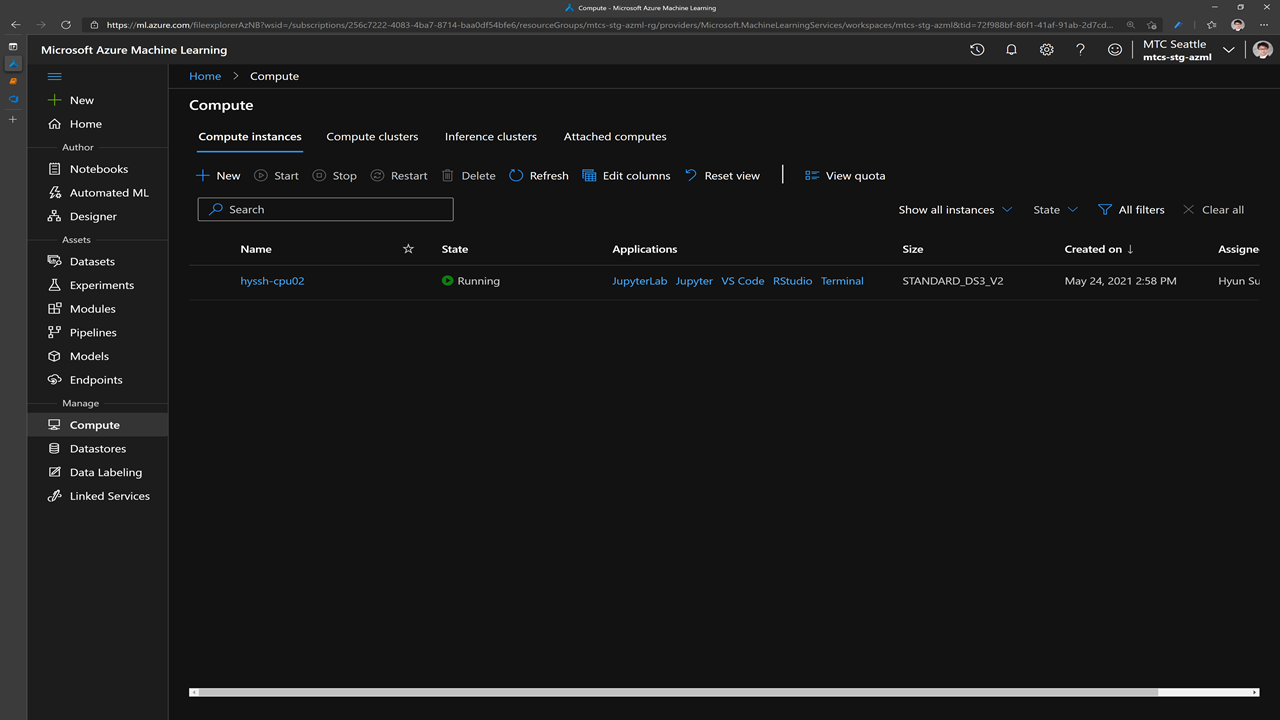 Compute - Microsoft Azure Machine Learning
https://ml.azure.com/fileexplorerAzNB?wsid=/subscriptions/256c7222-4083-4ba7-8714-baa0df54bfe6/resourceGroups/mtcs-stg-azml-rg/providers/Microsoft.MachineLearningServices/workspaces/mtcs-stg-azml&tid=72f988bf-86f1-41af-91ab-2d7cd...
Microsoft Azure Machine Learning
MTC Seattle
mtcs-stg-azml
New
Home
Author
Notebooks
Automated ML
Designer
Assets
Datasets
Experiments
Modules
Pipelines
Models
Endpoints
Manage
Compute
Datastores
Data Labeling
Linked Services
Home > Compute
Compute
Compute instances Compute clusters Inference clusters Attached computes
New Start Stop Restart Delete Refresh Edit columns Reset view View quota
Search
Show all instances State All filters Clear all
Name State Applications Size Created on ↓ Assigne
hyssh-cpu02 Running JupyterLab Jupyter VS Code RStudio Terminal STANDARD_DS3_V2 May 24, 2021 2:58 PM Hyun Su